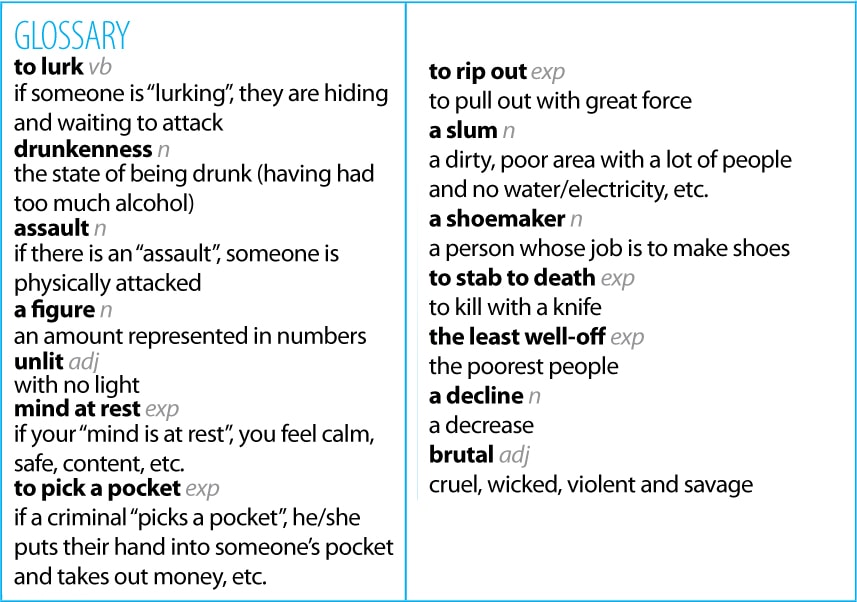 GLOSSARY
to lurk vb
if someone is “lurking”, they are hiding
and waiting to attack
drunkenness n
the state of being drunk (having had
too much alcohol)
assault n
if there is an “assault”, someone is
physically attacked
a figure n
an amount represented in numbers
unlit adj
with no light
mind at rest exp
if your “mind is at rest”, you feel calm,
safe, content, etc.
to pick a pocket exp
if a criminal “picks a pocket”, he/she
puts their hand into someone’s pocket
and takes out money, etc.
to rip out exp
to pull out with great force
a slum n
a dirty, poor area with a lot of people
and no water/electricity, etc.
a shoemaker n
a person whose job is to make shoes
to stab to death exp
to kill with a knife
the least well-off exp
the poorest people
a decline n
a decrease
brutal adj
cruel, wicked, violent and savage